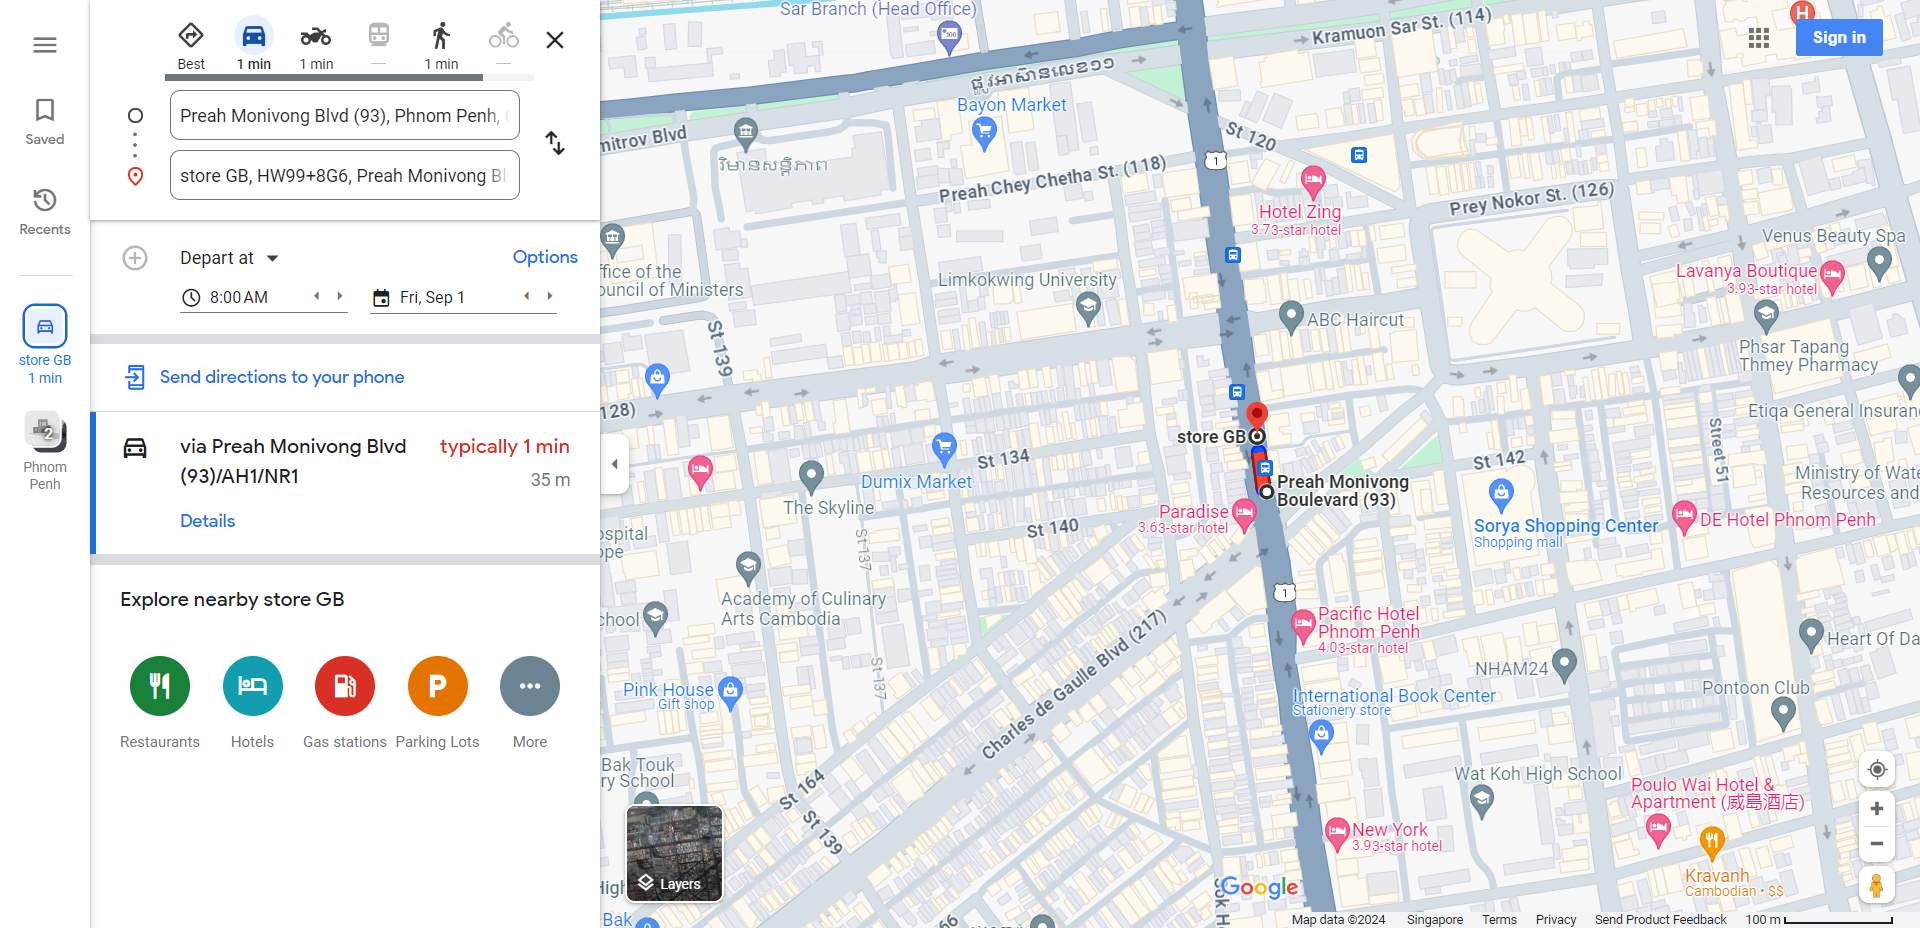 Best
1 min
1 min
—
1 min
—
Preah Monivong Blvd (93), Phnom Penh,
store GB, HW99+8G6, Preah Monivong Bl
Saved
Recents
store GB
1 min
2
Phnom
Penh
Depart at
Options
8:00 AM
Fri, Sep 1
Send directions to your phone
via Preah Monivong Blvd
(93)/AH1/NR1
typically 1 min
35 m
Details
Explore nearby store GB
P
Restaurants
Hotels
Gas stations
Parking Lots
More
Sar Branch (Head Office)
Kramuon Sar St. (114)
H
Sign in
ផ្លូវអាស៊ានលេខ១១
Bayon Market
mitrov Blvd
វិមានសន្តិភាព
St 120
1
Preah Chey Chetha St. (118)
Hotel Zing
3.73-star hotel
Prey Nokor St. (126)
Venus Beauty Spa
Lavanya Boutique
3.93-star hotel
ffice of the
ouncil of Ministers
Limkokwing University
ABC Haircut
St 139
Phsar Tapang
Thmey Pharmacy
128)
Etiqa General Insuran
store GB
Street 51
St 134
St 142
Dumix Market
Preah Monivong
Boulevard (93)
Ministry of Wate
Resources and
The Skyline
Paradise
3.63-star hotel
St 140
Sorya Shopping Center
Shopping mall
DE Hotel Phnom Penh
ospital
ope
St 137
Academy of Culinary
Arts Cambodia
1
chool
Pacific Hotel
Phnom Penh
4.03-star hotel
Charles de Gaulle Blvd (217)
Heart Of Da
NHAM24
St 137
Pink House
Gift shop
International Book Center
Stationery store
Pontoon Club
Bak Touk
ry School
St 164
St 139
Wat Koh High School
Poulo Wai Hotel &
Apartment (威島酒店)
New York
3.93-star hotel
Kravanh
Cambodian • $$
High
Layers
Bak
66
Google
Map data ©2024
Singapore
Terms
Privacy
Send Product Feedback
100 m